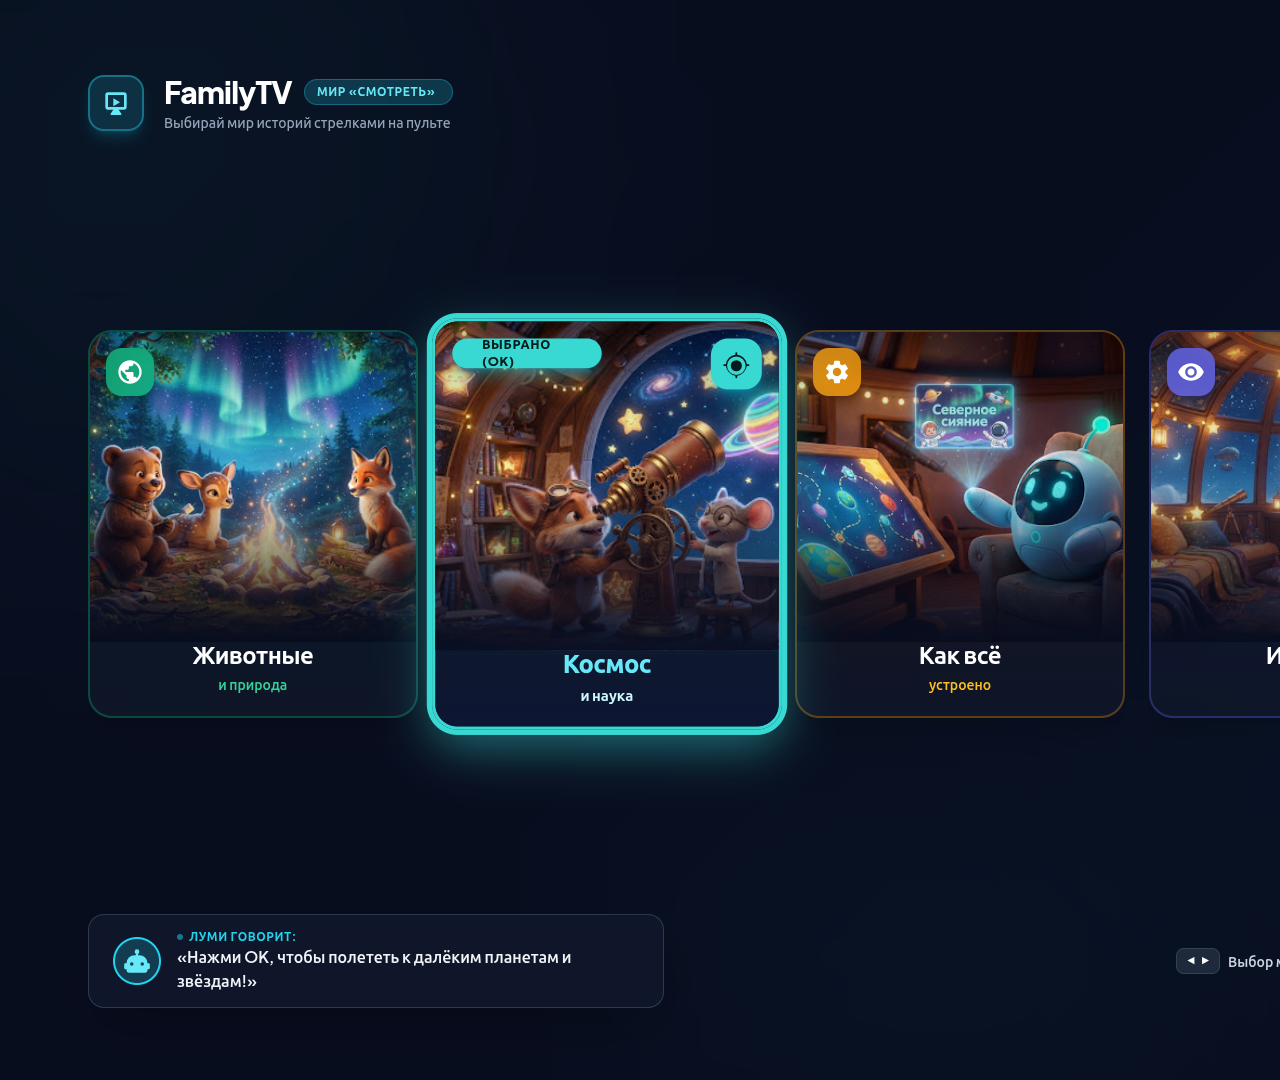 FamilyTV
МИР «СМОТРЕТЬ»
Выбирай мир историй стрелками на пульте
ВЫБРАНО
(OK)
Северное
сияние
Животные
и природа
Космос
и наука
Как всё
устроено
ЛУМИ ГОВОРИТ:
«Нажми OK, чтобы полететь к далёким планетам и
звёздам!»
Выбор